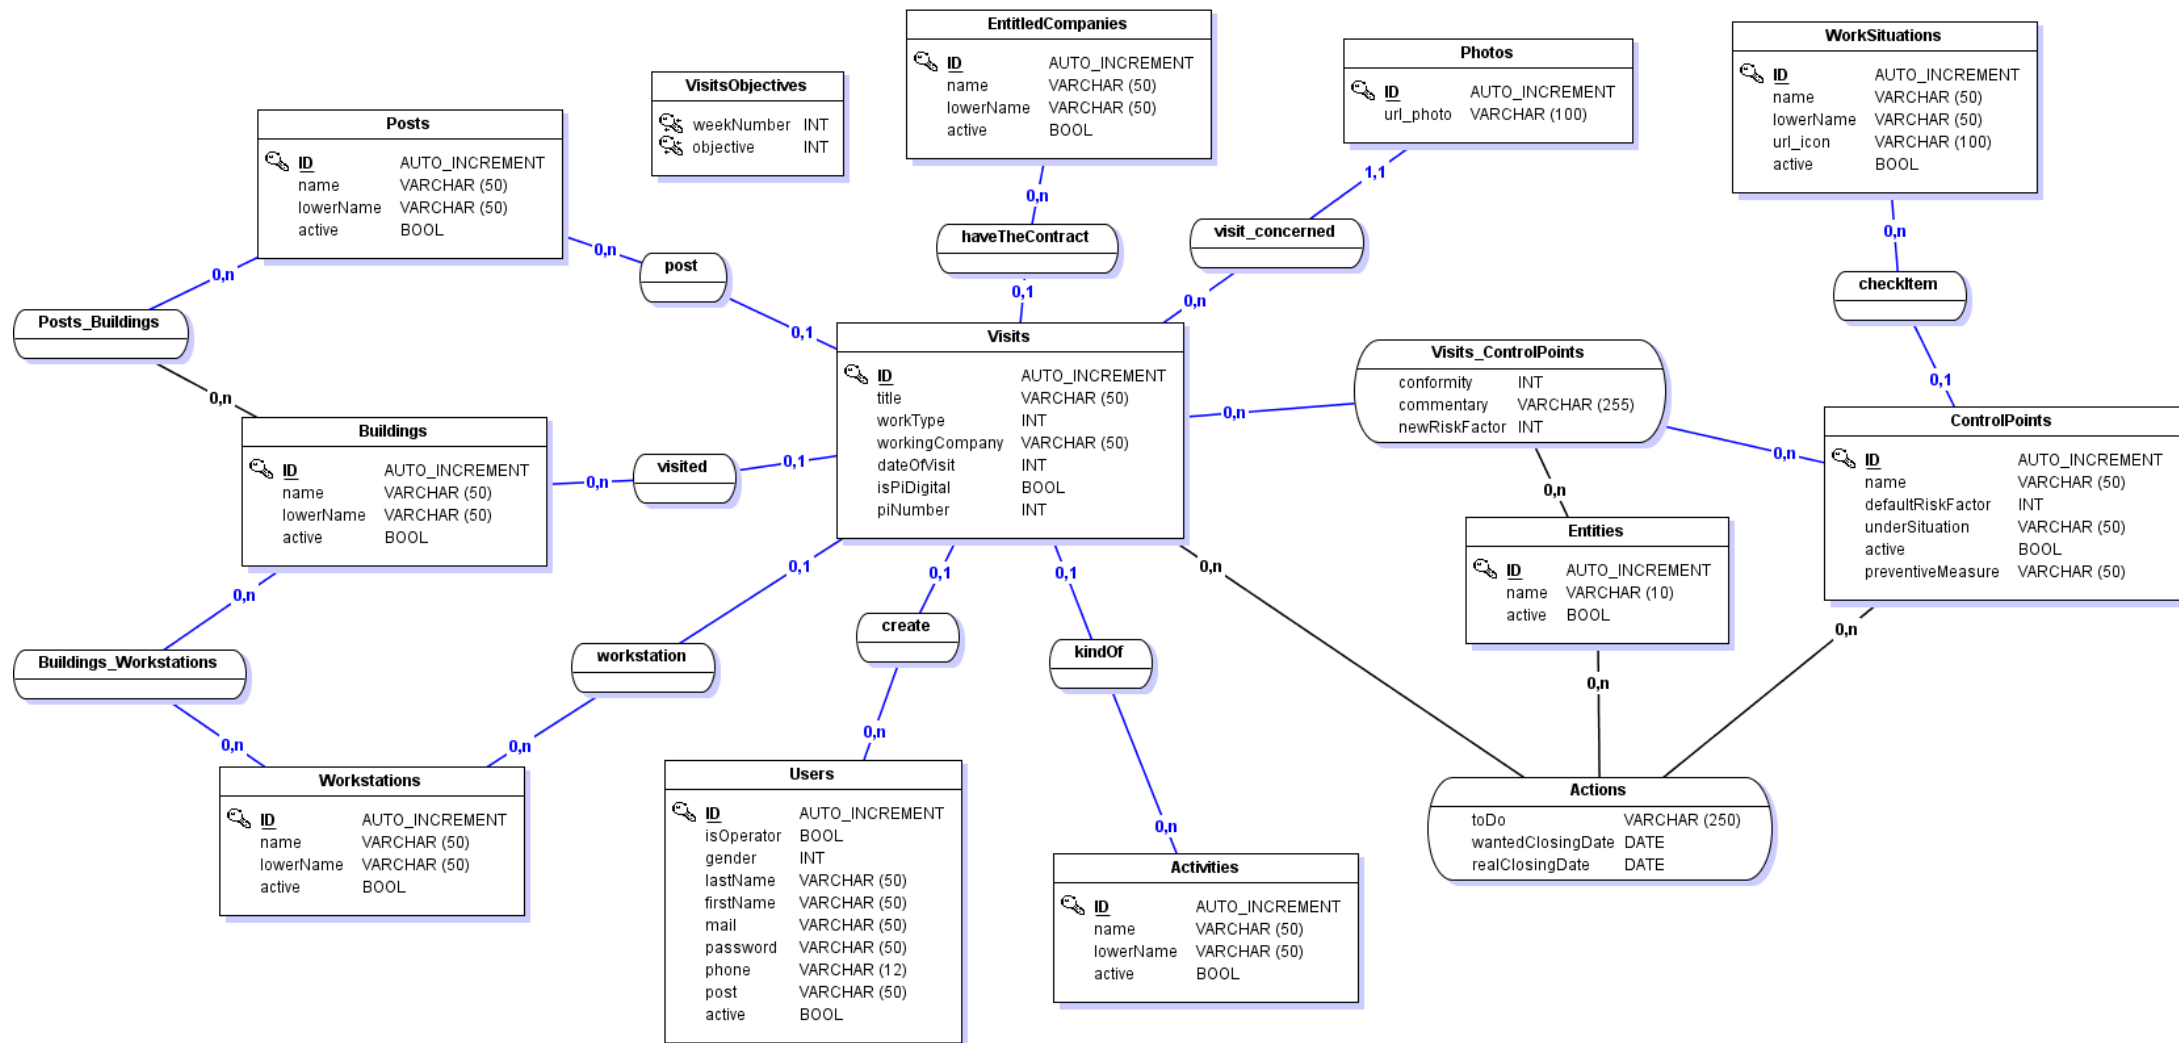 EntitledCompanies
ID AUTO_INCREMENT
name VARCHAR (50)
lowerName VARCHAR (50)
active BOOL
Photos
ID AUTO_INCREMENT
url_photo VARCHAR (100)
WorkSituations
ID AUTO_INCREMENT
name VARCHAR (50)
lowerName VARCHAR (50)
url_icon VARCHAR (100)
active BOOL
VisitsObjectives
weekNumber INT
objective INT
Posts
ID AUTO_INCREMENT
name VARCHAR (50)
lowerName VARCHAR (50)
active BOOL
0,n
1,1
0,n
haveTheContract
visit_concerned
0,n
post
0,n
0,n
checkItem
0,1
0,n
Posts_Buildings
0,1
Visits
ID AUTO_INCREMENT
title VARCHAR (50)
workType INT
workingCompany VARCHAR (50)
dateOfVisit INT
isPiDigital BOOL
piNumber INT
Visits_ControlPoints
conformity INT
commentary VARCHAR (255)
newRiskFactor INT
0,1
0,n
0,n
ControlPoints
ID AUTO_INCREMENT
name VARCHAR (50)
defaultRiskFactor INT
underSituation VARCHAR (50)
active BOOL
preventiveMeasure VARCHAR (50)
Buildings
ID AUTO_INCREMENT
name VARCHAR (50)
lowerName VARCHAR (50)
active BOOL
0,n
visited
0,1
0,n
0,n
Entities
ID AUTO_INCREMENT
name VARCHAR (10)
active BOOL
0,n
0,1
0,1
0,1
0,n
0,n
Buildings_Workstations
workstation
create
kindOf
0,n
0,n
0,n
0,n
0,n
Workstations
ID AUTO_INCREMENT
name VARCHAR (50)
lowerName VARCHAR (50)
active BOOL
Users
ID AUTO_INCREMENT
isOperator BOOL
gender INT
lastName VARCHAR (50)
firstName VARCHAR (50)
mail VARCHAR (50)
password VARCHAR (50)
phone VARCHAR (12)
post VARCHAR (50)
active BOOL
0,n
Activities
ID AUTO_INCREMENT
name VARCHAR (50)
lowerName VARCHAR (50)
active BOOL
Actions
toDo VARCHAR (250)
wantedClosingDate DATE
realClosingDate DATE